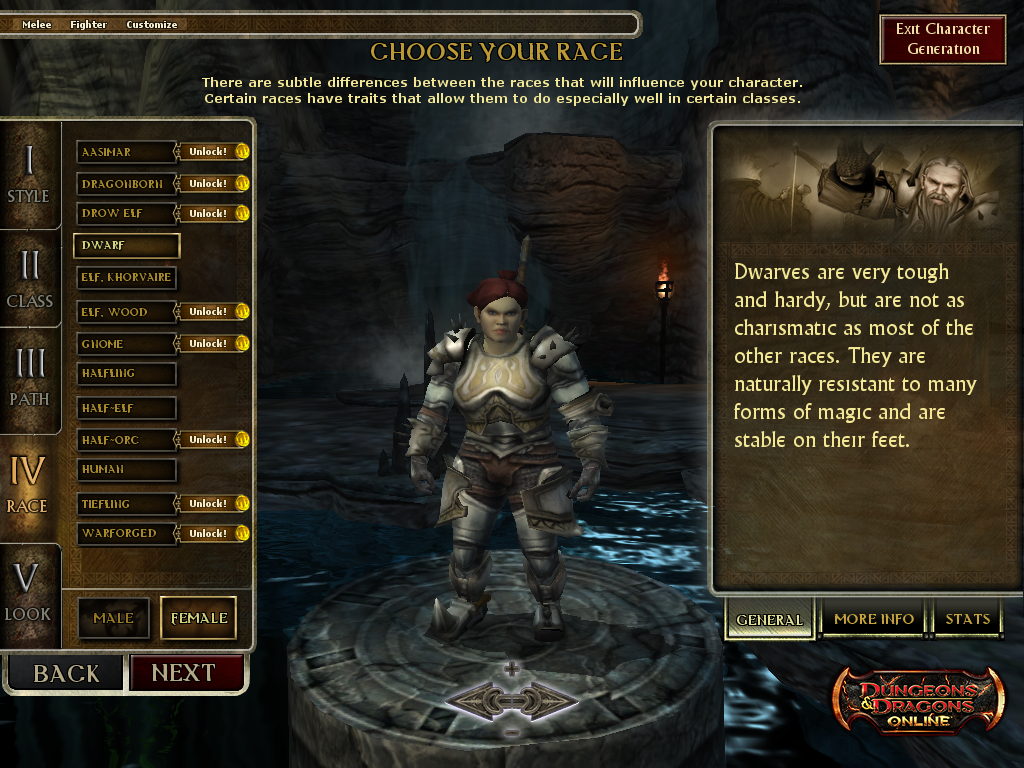 Melee Fighter Customize
Exit Character
Generation
CHOOSE YOUR RACE
There are subtle differences between the races that will influence your character.
Certain races have traits that allow them to do especially well in certain classes.
I
STYLE
II
CLASS
III
PATH
IV
RACE
V
LOOK
AASIMAR Unlock!
DRAGONBORN Unlock!
DROW ELF Unlock!
DWARF
ELF, KHORVAIRE
ELF, WOOD Unlock!
GNOME Unlock!
HALFLING
HALF-ELF
HALF-ORC Unlock!
HUMAN
TIEFLING Unlock!
WARFORGED Unlock!
MALE FEMALE
BACK NEXT
Dwarves are very tough
and hardy, but are not as
charismatic as most of the
other races. They are
naturally resistant to many
forms of magic and are
stable on their feet.
GENERAL MORE INFO STATS
DUNGEONS
& DRAGONS
ONLINE